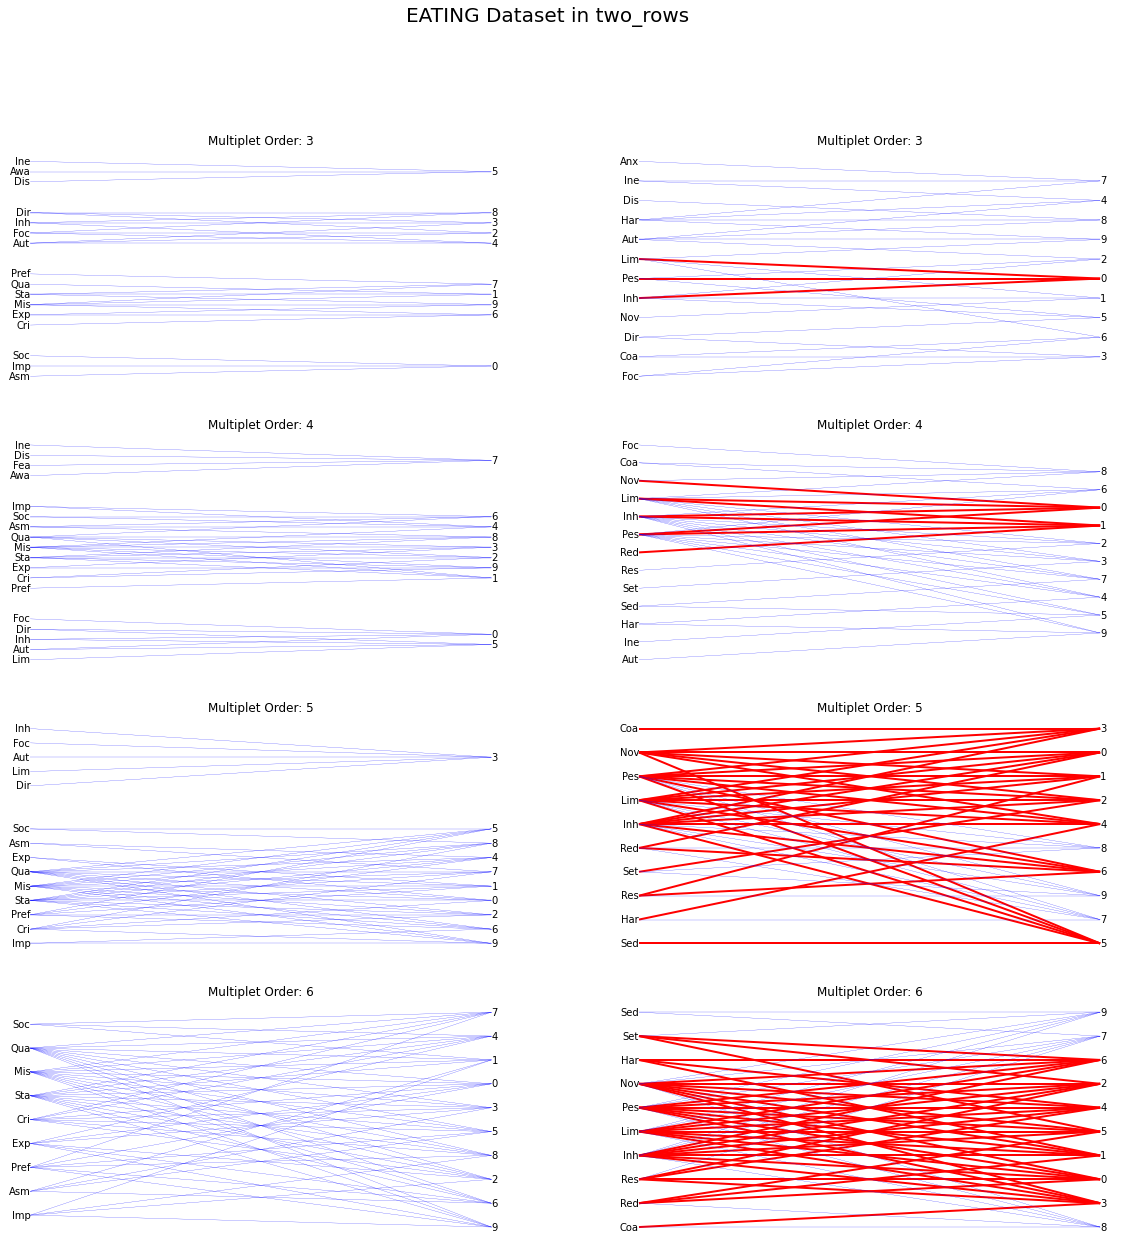 EATING Dataset in two_rows
Multiplet Order: 3
Ine
Awa
Dis
Dir
Inh
Foc
Aut
Pref
Qua
Sta
Mis
Exp
Cri
Soc
Imp
Asm
5
8
3
2
4
7
1
9
6
0
Multiplet Order: 3
Anx
Ine
Dis
Har
Aut
Lim
Pes
Inh
Nov
Dir
Coa
Foc
7
4
8
9
2
0
1
5
6
3
Multiplet Order: 4
Ine
Dis
Fea
Awa
Imp
Soc
Asm
Qua
Mis
Sta
Exp
Cri
Pref
Foc
Dir
Inh
Aut
Lim
7
6
4
8
3
2
9
1
0
5
Multiplet Order: 4
Foc
Coa
Nov
Lim
Inh
Pes
Red
Res
Set
Sed
Har
Ine
Aut
8
6
0
1
2
3
7
4
5
9
Multiplet Order: 5
Inh
Foc
Aut
Lim
Dir
Soc
Asm
Exp
Qua
Mis
Sta
Pref
Cri
Imp
3
5
8
4
7
1
0
2
6
9
Multiplet Order: 5
Coa
Nov
Pes
Lim
Inh
Red
Set
Res
Har
Sed
3
0
1
2
4
8
6
9
7
5
Multiplet Order: 6
Soc
Qua
Mis
Sta
Cri
Exp
Pref
Asm
Imp
7
4
1
0
3
5
8
2
6
9
Multiplet Order: 6
Sed
Set
Har
Nov
Pes
Lim
Inh
Res
Red
Coa
9
7
6
2
4
5
1
0
3
8